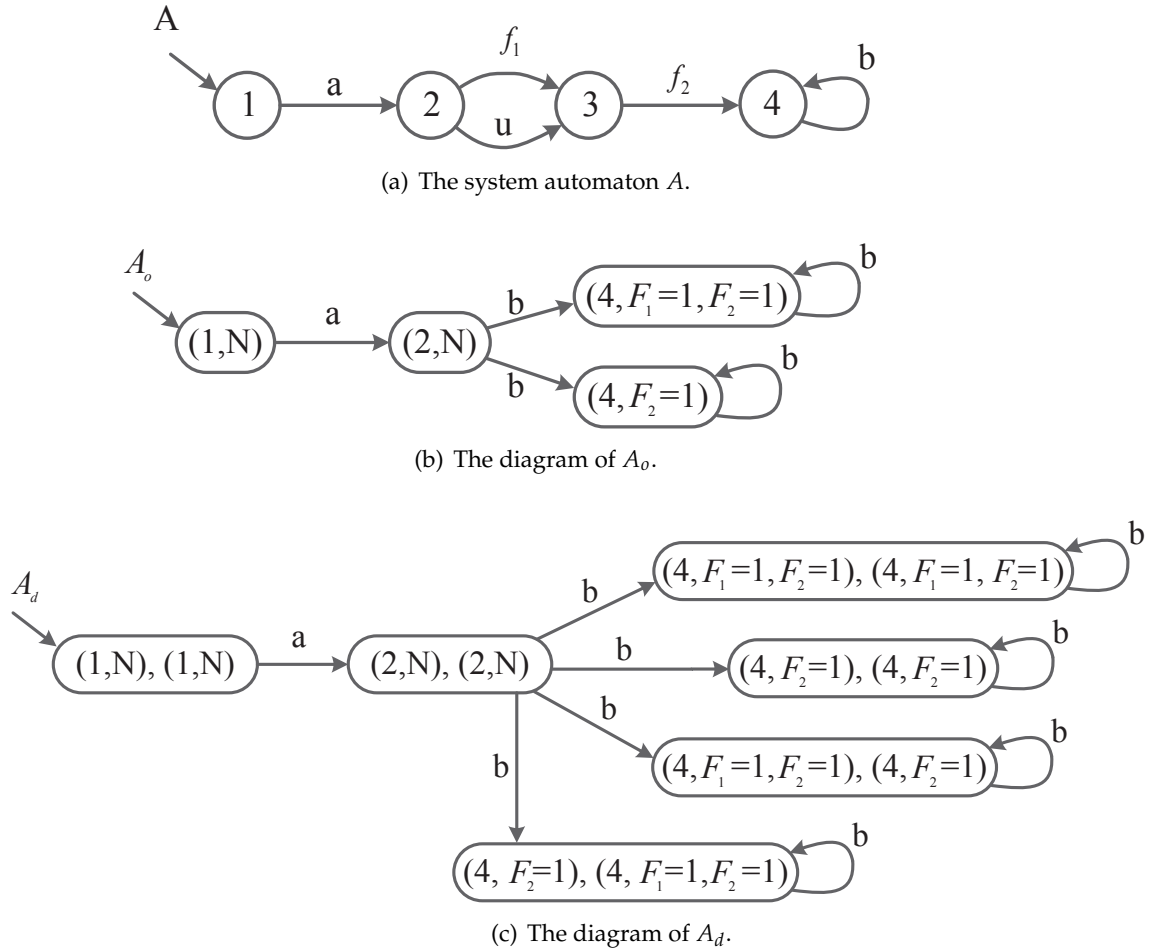 A
1 a 2 f₁ u 3 f₂ 4 b
(a) The system automaton A.
Aₒ
(1,N) a (2,N) b (4, F₁=1, F₂=1) b
b (4, F₂=1) b
(b) The diagram of Aₒ.
A_d
(1,N), (1,N) a (2,N), (2,N)
b (4, F₁=1, F₂=1), (4, F₁=1, F₂=1) b
b (4, F₂=1), (4, F₂=1) b
b (4, F₁=1, F₂=1), (4, F₂=1) b
b (4, F₂=1), (4, F₁=1, F₂=1) b
(c) The diagram of A_d.